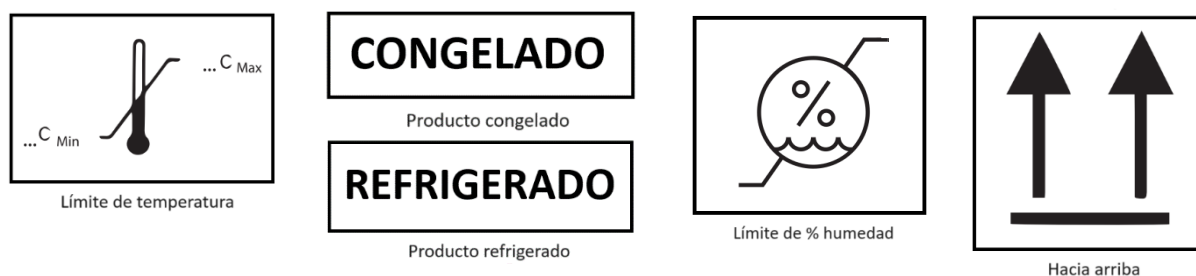 ...C Max
...C Min
Límite de temperatura
CONGELADO
Producto congelado
REFRIGERADO
Producto refrigerado
%
Límite de % humedad
Hacia arriba